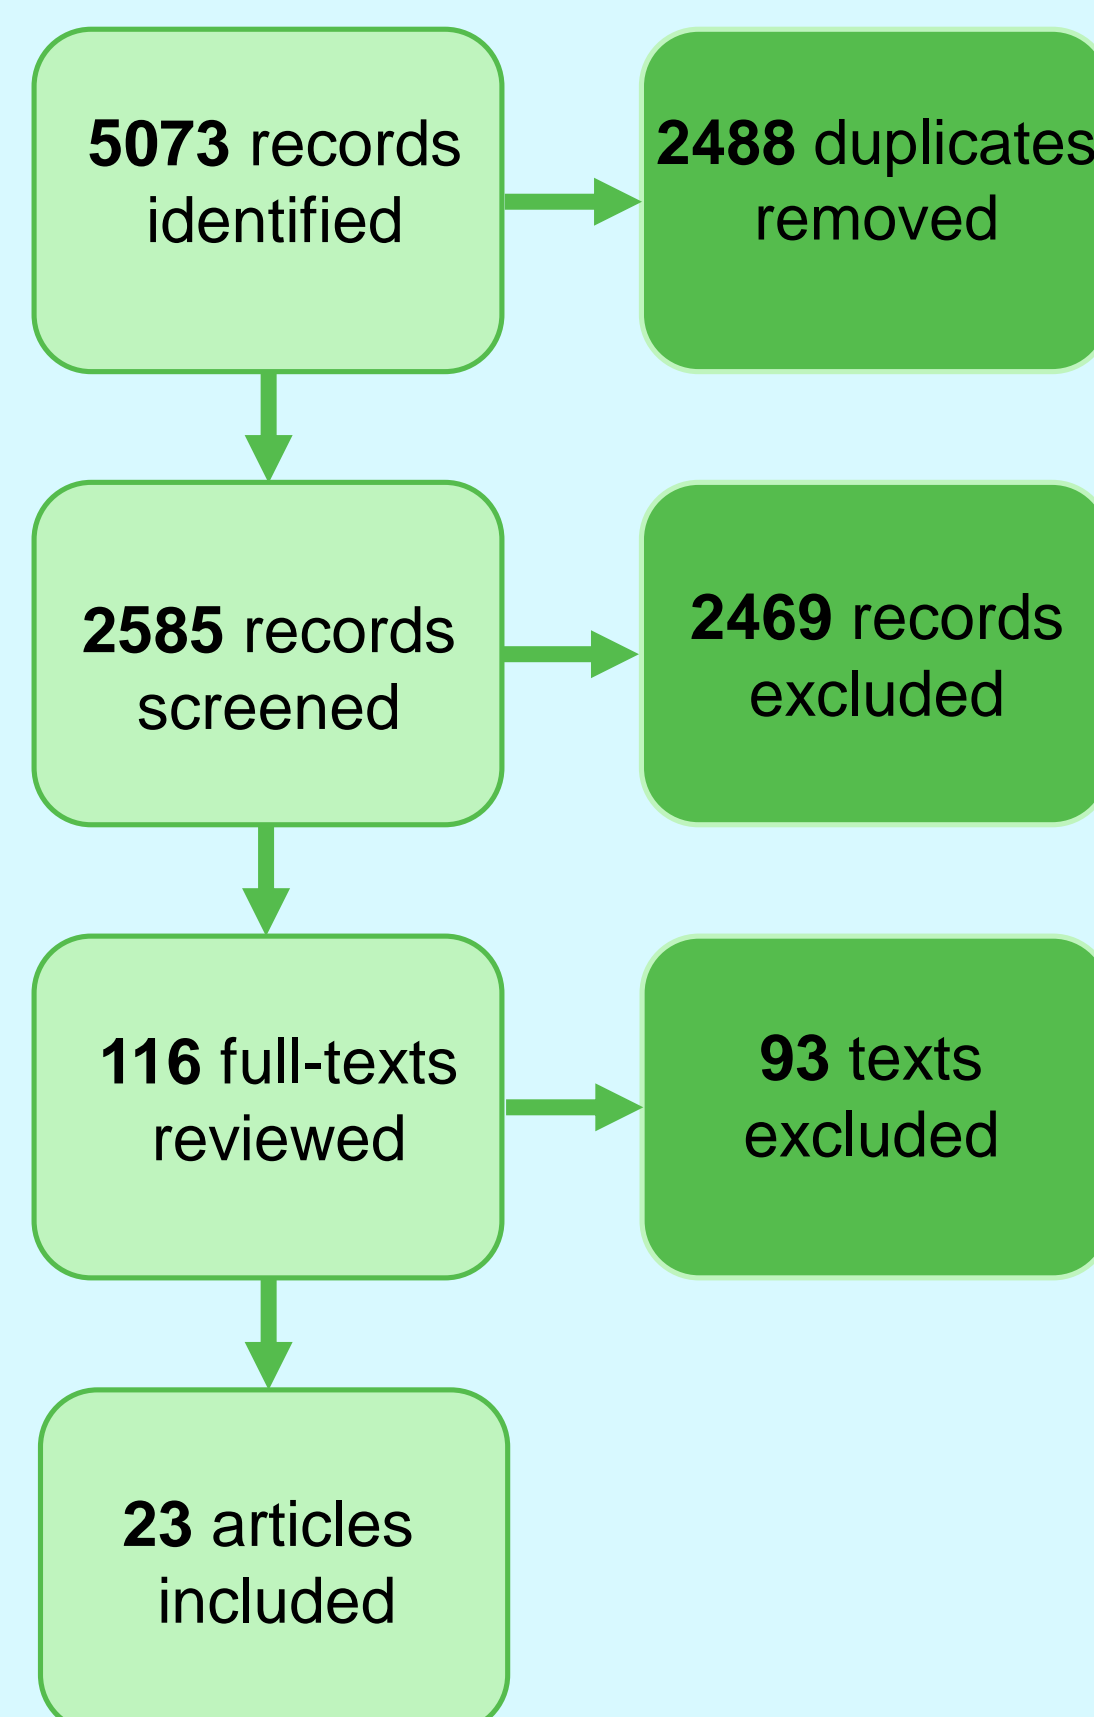 5073 records
identified
2488 duplicates
removed
2585 records
screened
2469 records
excluded
116 full-texts
reviewed
93 texts
excluded
23 articles
included